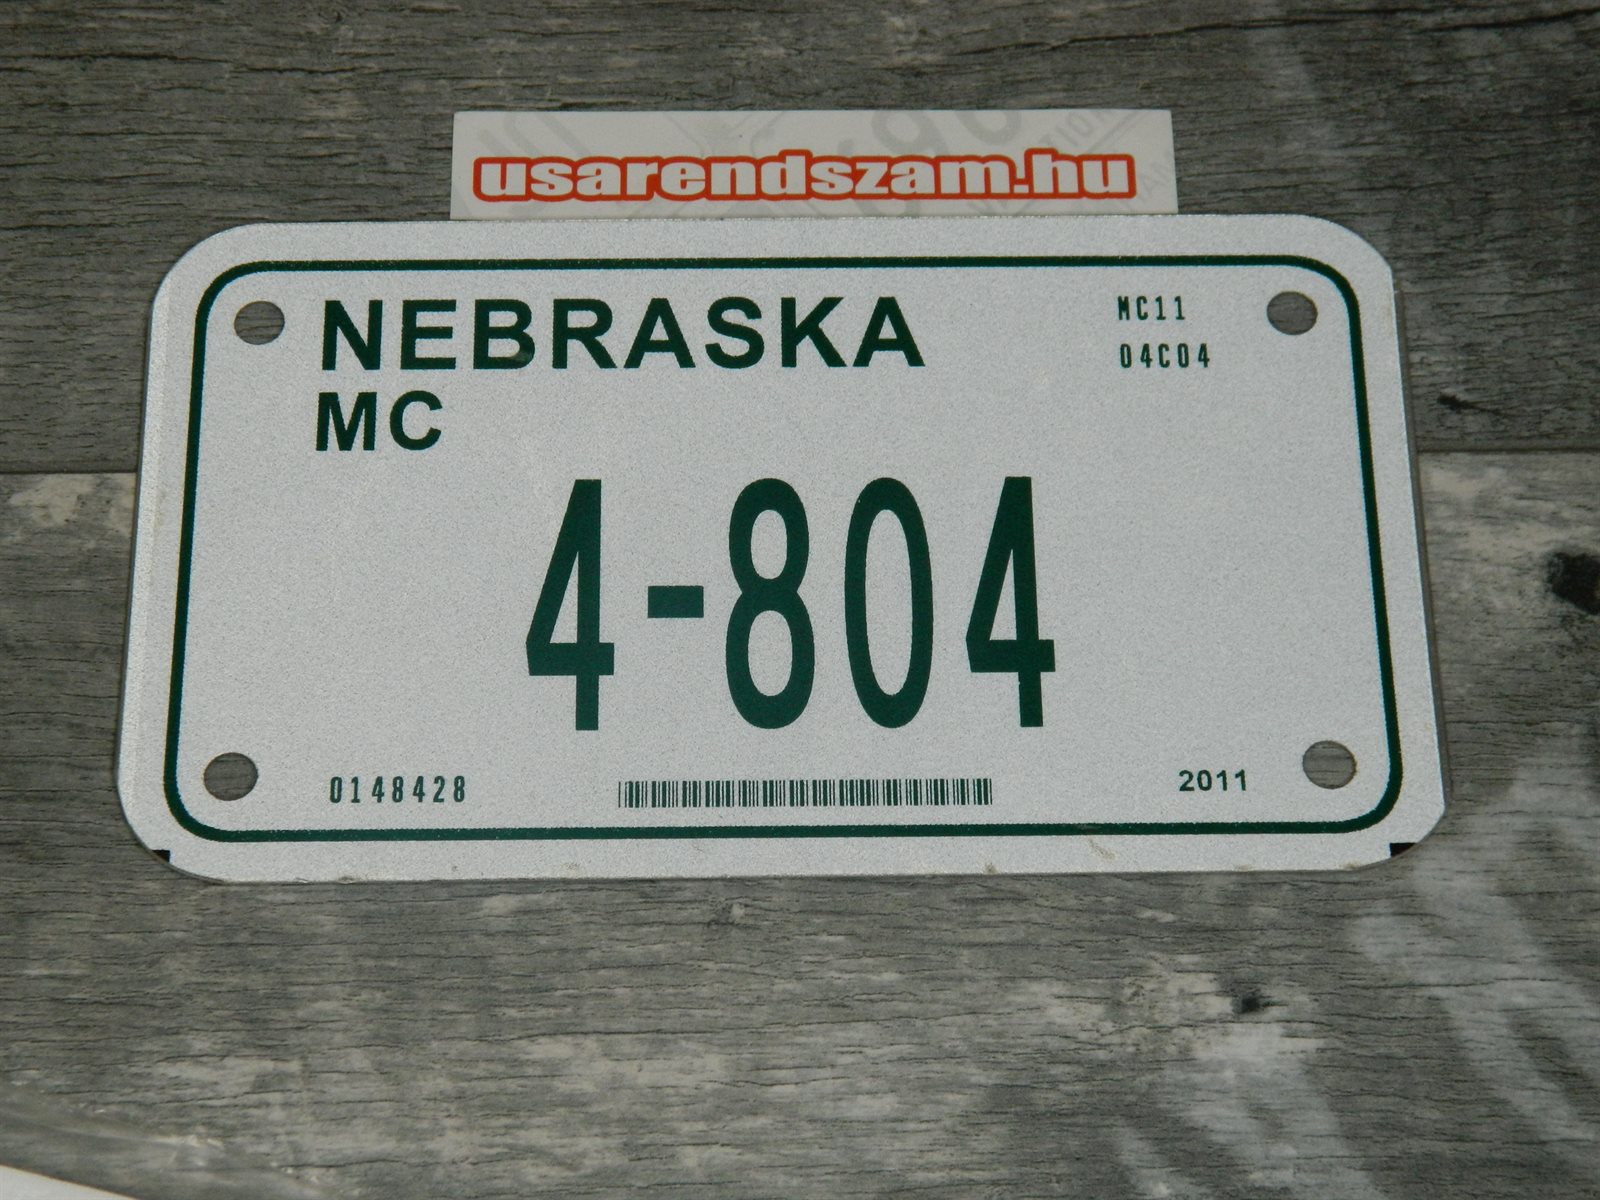 usarendszam.hu
NEBRASKA
MC11
04C04
MC
4-804
0148428
2011